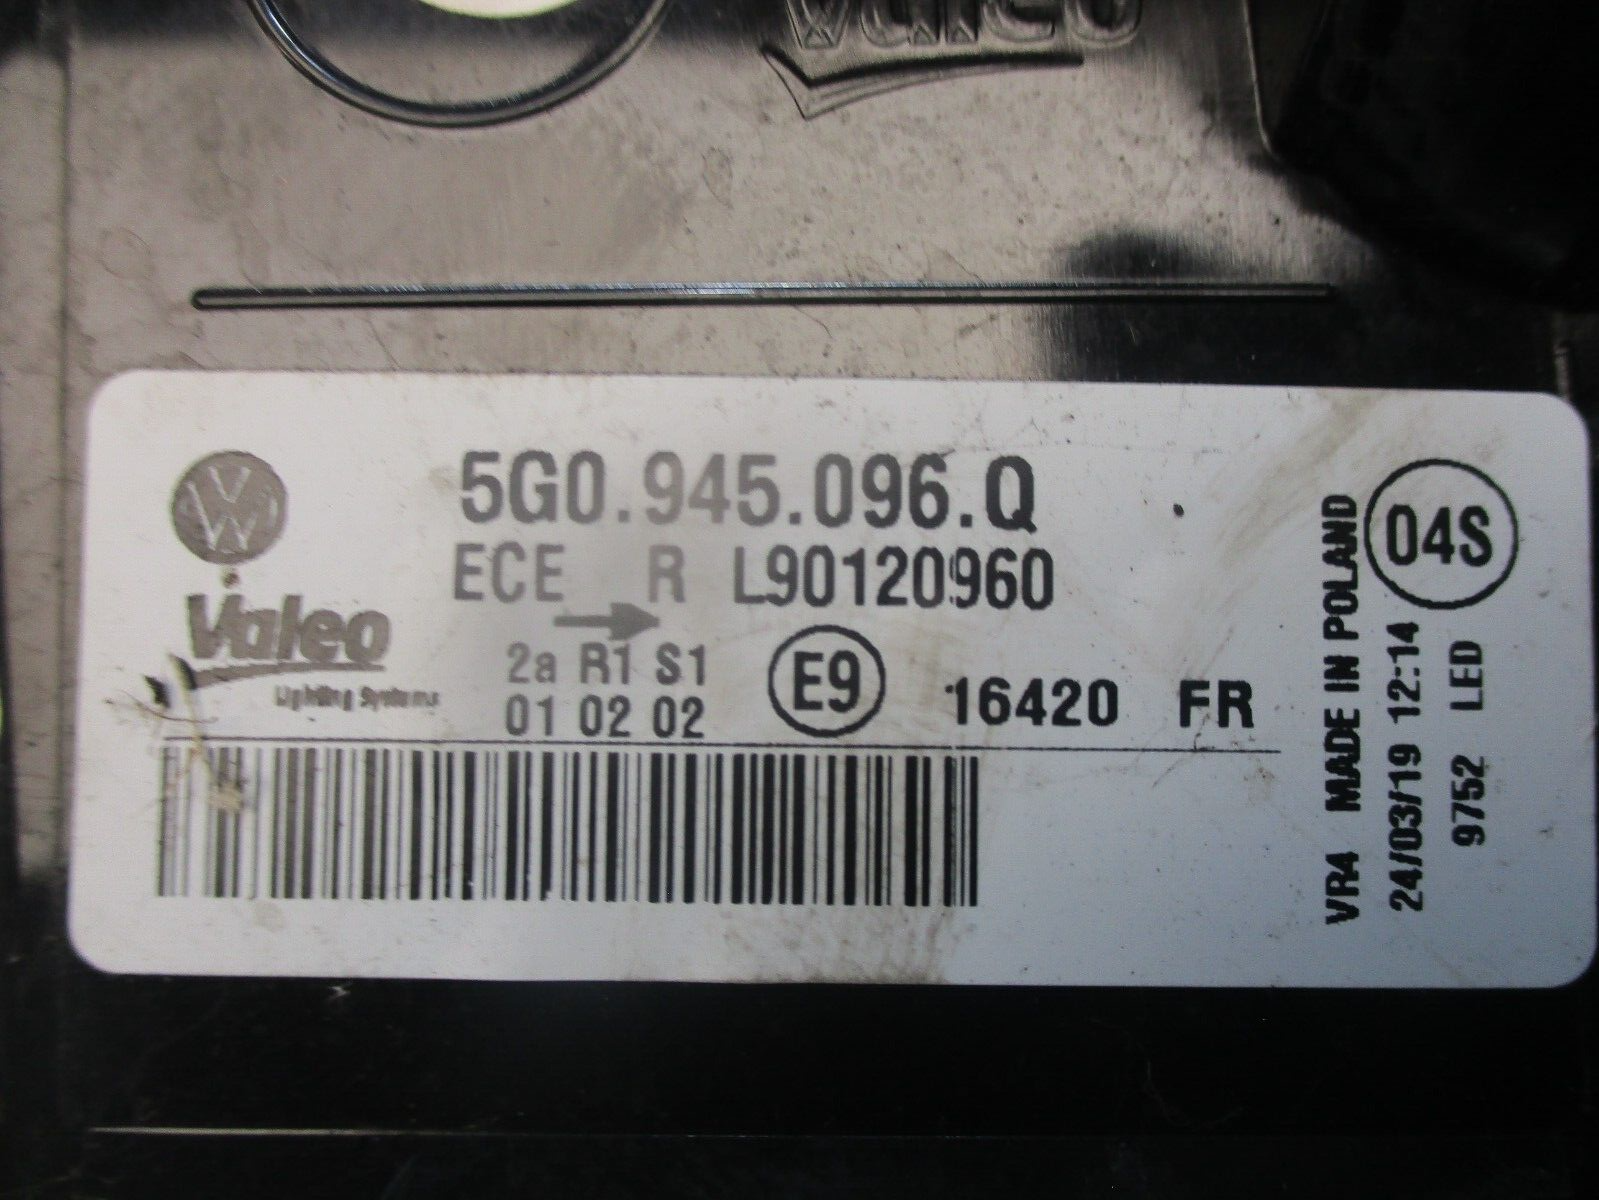 Valeo
5G0.945.096.Q
ECE R L90120960
Valeo
Lighting Systems
2a R1 S1
01 02 02
E9
16420 FR
VR4 MADE IN POLAND
24/03/19 12:14
9752 LED
04S